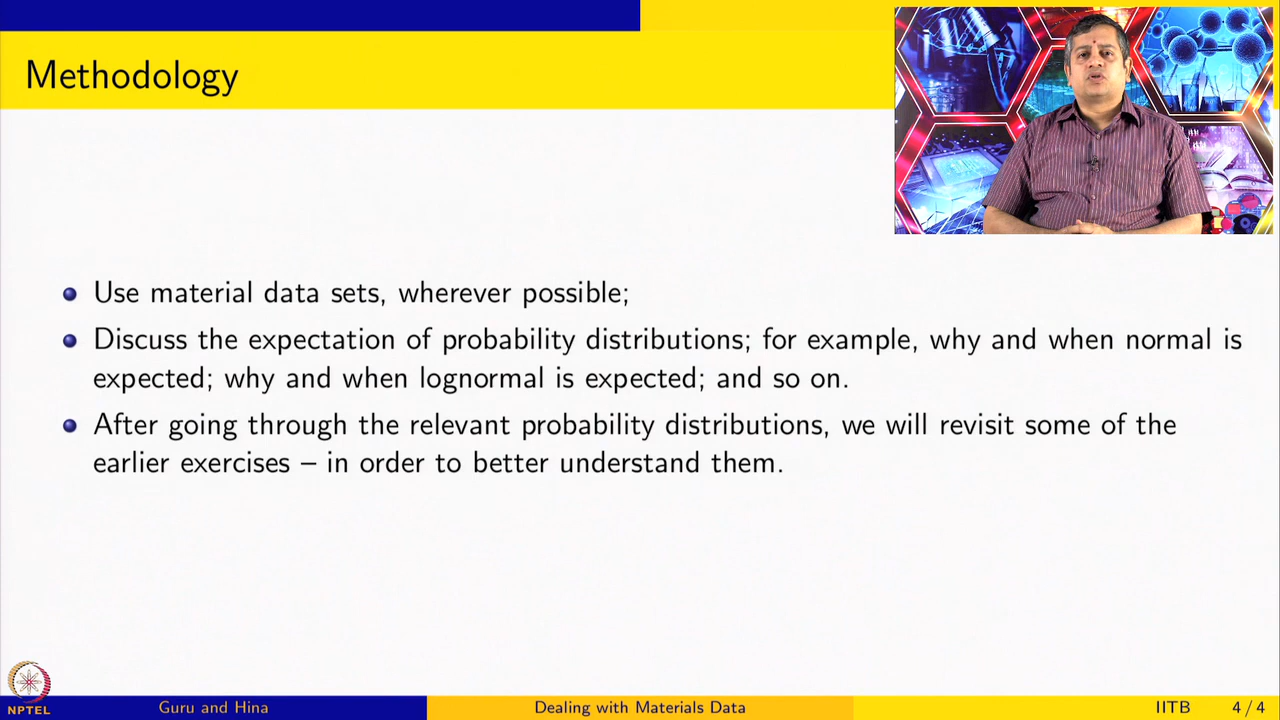 Methodology
Use material data sets, wherever possible;
Discuss the expectation of probability distributions; for example, why and when normal is
expected; why and when lognormal is expected; and so on.
After going through the relevant probability distributions, we will revisit some of the
earlier exercises – in order to better understand them.
NPTEL
Guru and Hina
Dealing with Materials Data
IITB
4 / 4